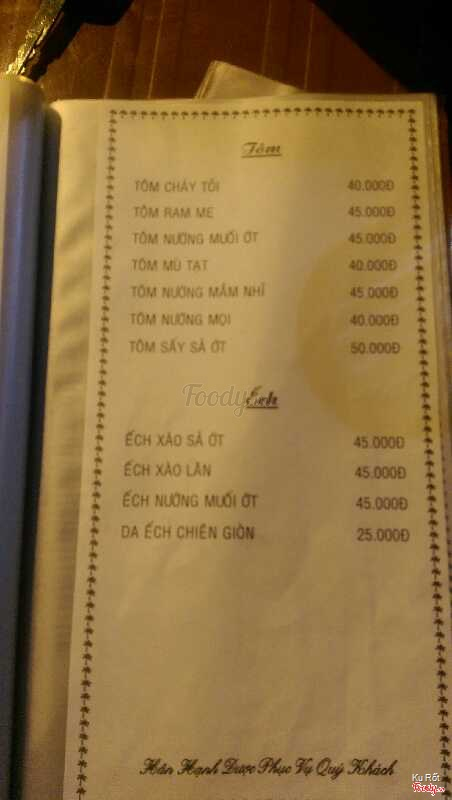 Tôm
TÔM CHÁY TỎI 40.000Đ
TÔM RAM ME 45.000Đ
TÔM NƯỚNG MUỐI ỚT 45.000Đ
TÔM MÙ TẠT 40.000Đ
TÔM NƯỚNG MẮM NHĨ 45.000Đ
TÔM NƯỚNG MỌI 40.000Đ
TÔM SẤY SẢ ỚT 50.000Đ
Foody
Ếch
ẾCH XÀO SẢ ỚT 45.000Đ
ẾCH XÀO LĂN 45.000Đ
ẾCH NƯỚNG MUỐI ỚT 45.000Đ
DA ẾCH CHIÊN GIÒN 25.000Đ
Hân Hạnh Được Phục Vụ Quý Khách
Ku Rốt
Foody